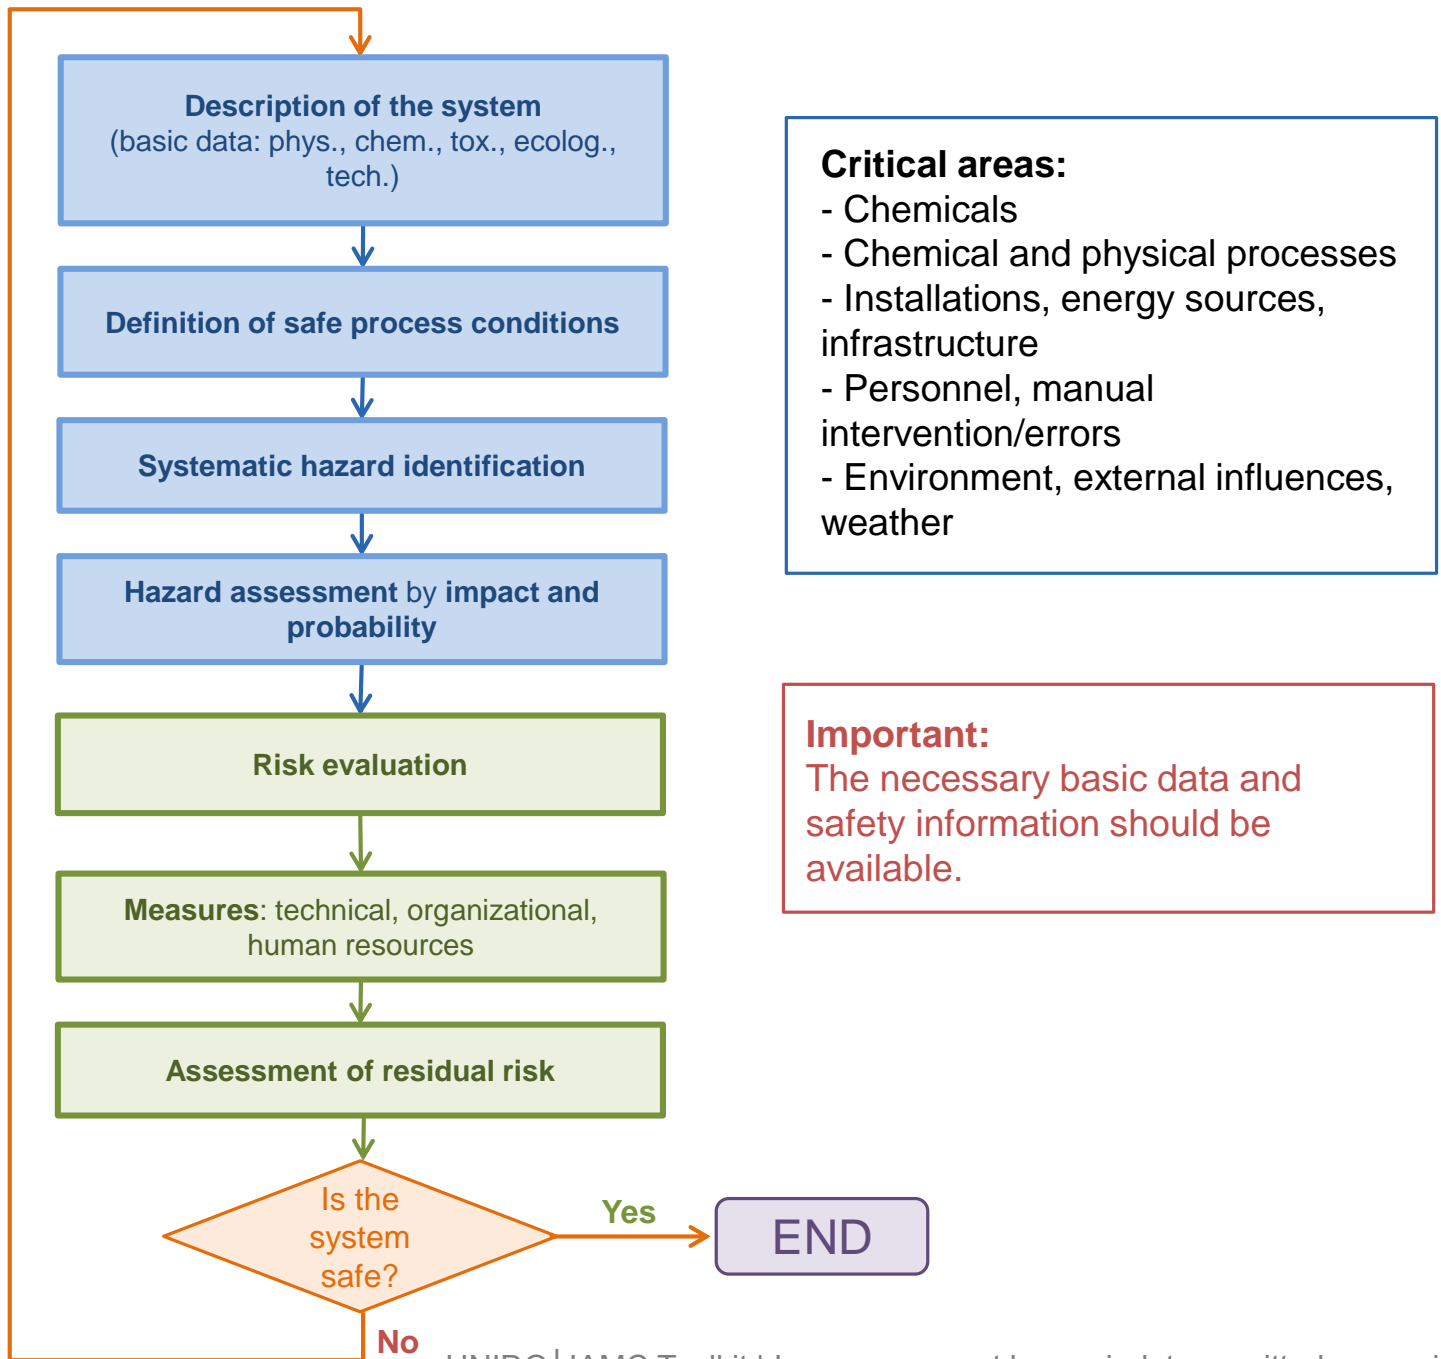 Description of the system
(basic data: phys., chem., tox., ecolog.,
tech.)
Definition of safe process conditions
Systematic hazard identification
Hazard assessment by impact and
probability
Risk evaluation
Measures: technical, organizational,
human resources
Assessment of residual risk
Is the
system
safe?
Yes
END
No
Critical areas:
- Chemicals
- Chemical and physical processes
- Installations, energy sources,
infrastructure
- Personnel, manual
intervention/errors
- Environment, external influences,
weather
Important:
The necessary basic data and
safety information should be
available.